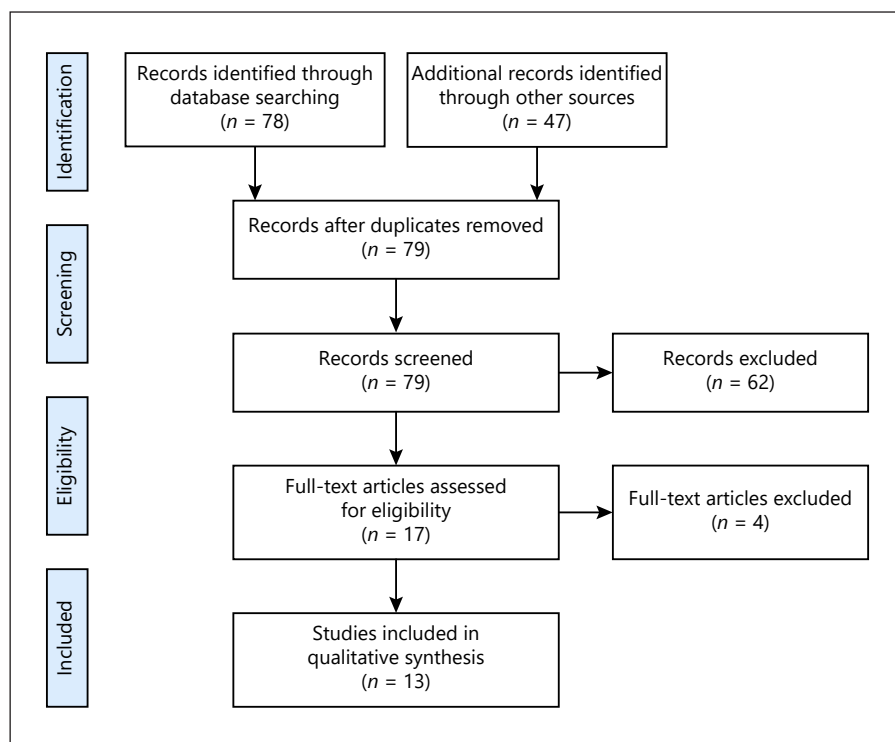 Identification
Records identified through
database searching
(n = 78)
Additional records identified
through other sources
(n = 47)
Records after duplicates removed
(n = 79)
Screening
Records screened
(n = 79)
Records excluded
(n = 62)
Eligibility
Full-text articles assessed
for eligibility
(n = 17)
Full-text articles excluded
(n = 4)
Included
Studies included in
qualitative synthesis
(n = 13)